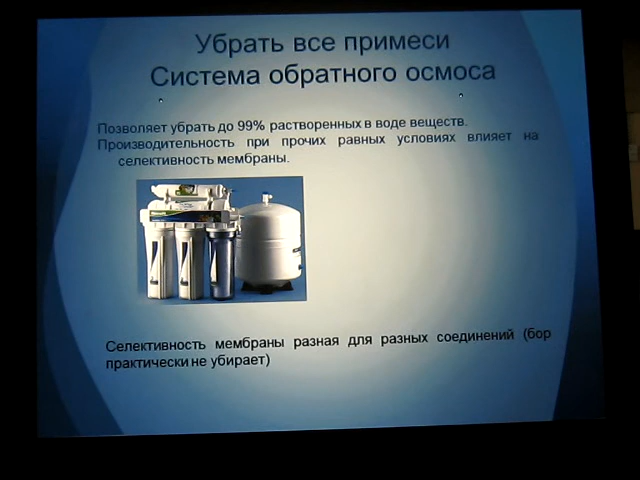 Убрать все примеси
Система обратного осмоса
Позволяет убрать до 99% растворенных в воде веществ.
Производительность при прочих равных условиях влияет на
селективность мембраны.
Селективность мембраны разная для разных соединений (бор
практически не убирает)